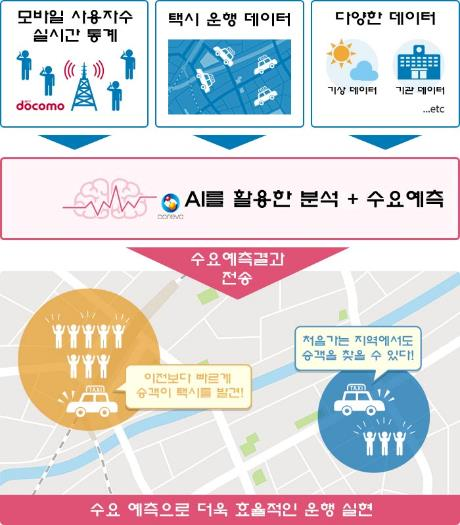 모바일 사용자수
실시간 통계
döcomo
택시 운행 데이터
다양한 데이터
기상 데이터
기관 데이터
...etc
corevo
AI를 활용한 분석 + 수요예측
수요예측결과
전송
TAXI
이전보다 빠르게
승객이 택시를 발견!
처음가는 지역에서도
승객을 찾을 수 있다!
TAXI
수요 예측으로 더욱 효율적인 운행 실현